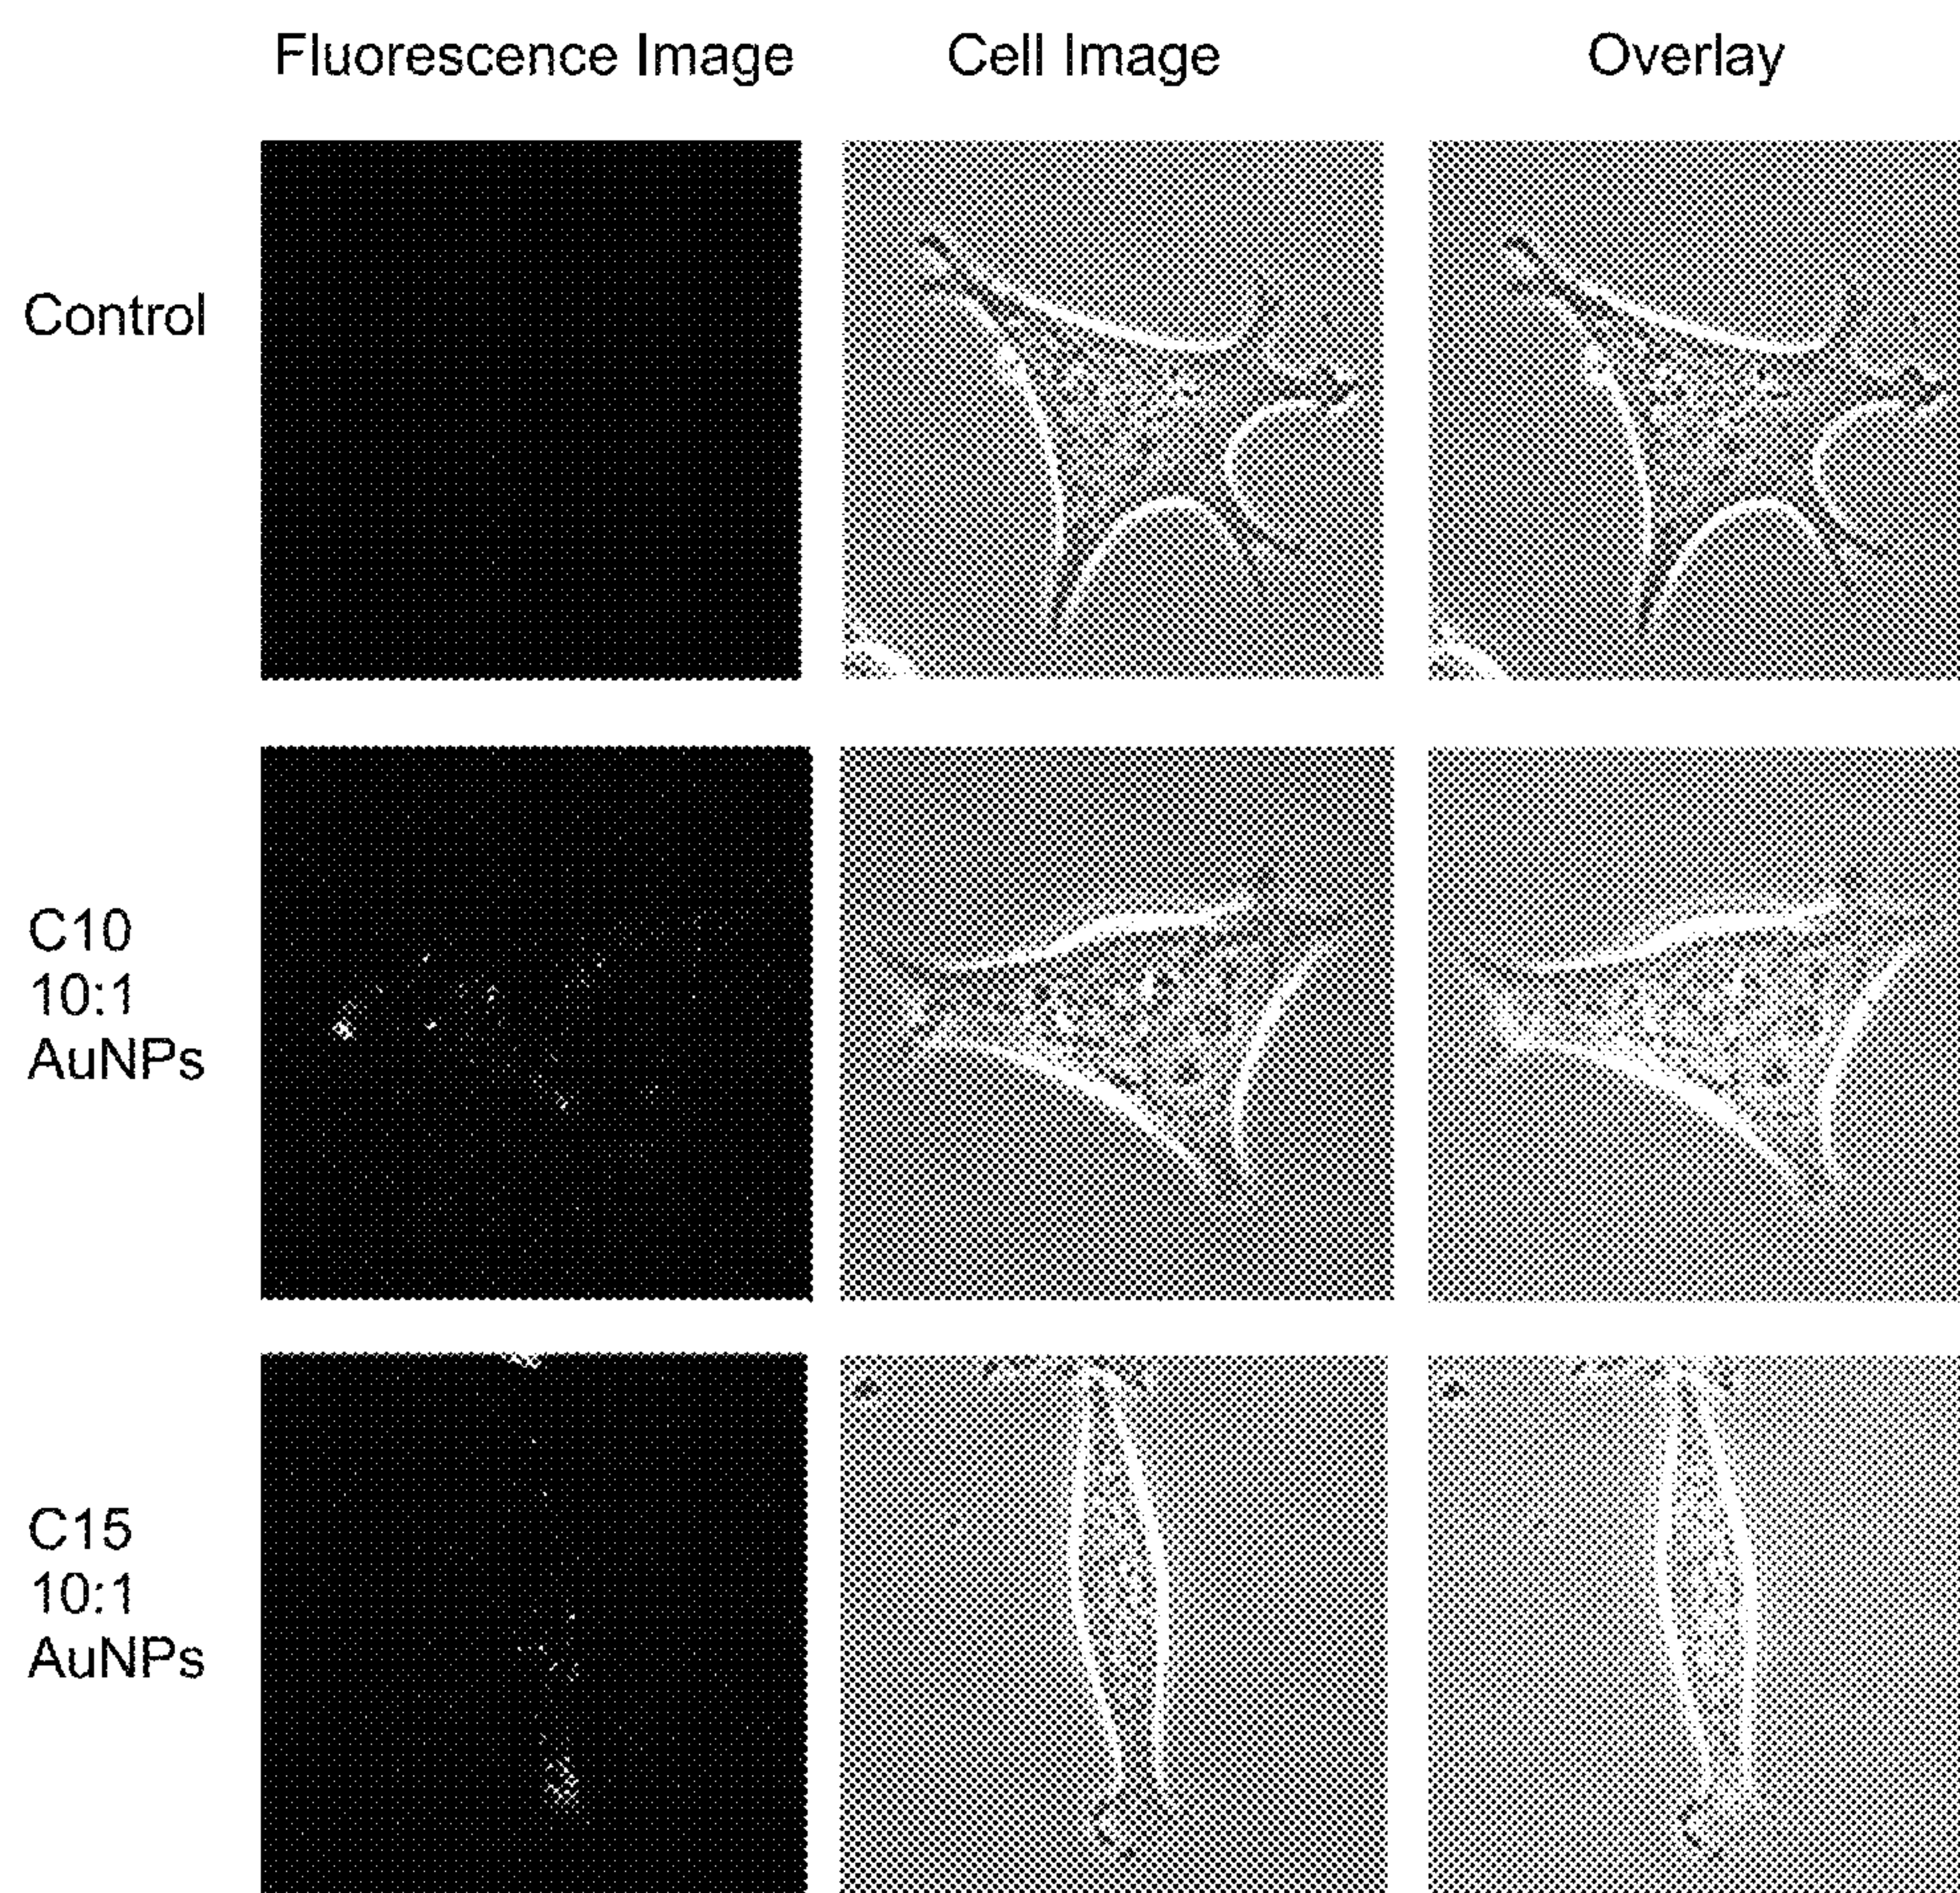 Fluorescence Image
Cell Image
Overlay
Control
C10
10:1
AuNPs
C15
10:1
AuNPs